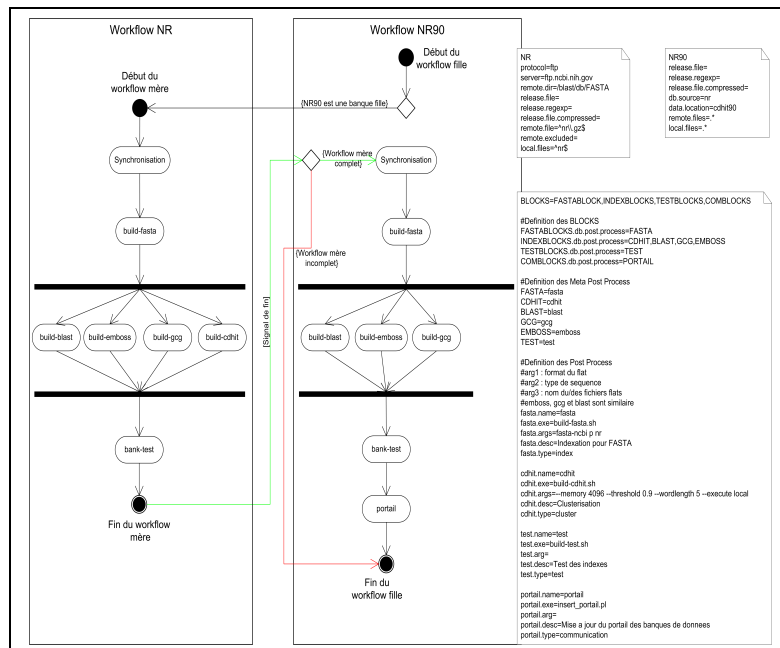 Workflow NR
Début du
workflow mère
Synchronisation
build-fasta
build-blast
build-emboss
build-gcg
build-cdhit
bank-test
Fin du workflow
mère
Workflow NR90
Début du
workflow fille
{NR90 est une banque fille}
{Workflow mère
complet}
Synchronisation
{Workflow mère
incomplet}
[Signal de fin]
build-fasta
build-blast
build-emboss
build-gcg
bank-test
portail
Fin du
workflow fille
NR
protocol=ftp
server=ftp.ncbi.nih.gov
remote.dir=/blast/db/FASTA
release.file=
release.regexp=
release.file.compressed=
remote.file=^nr\\.gz$
remote.excluded=
local.files=^nr$
NR90
release.file=
release.regexp=
release.file.compressed=
db.source=nr
data.location=cdhit90
remote.files=.*
local.files=.*
BLOCKS=FASTABLOCK,INDEXBLOCKS,TESTBLOCKS,COMBLOCKS
#Definition des BLOCKS
FASTABLOCKS.db.post.process=FASTA
INDEXBLOCKS.db.post.process=CDHIT,BLAST,GCG,EMBOSS
TESTBLOCKS.db.post.process=TEST
COMBLOCKS.db.post.process=PORTAIL
#Definition des Meta Post Process
FASTA=fasta
CDHIT=cdhit
BLAST=blast
GCG=gcg
EMBOSS=emboss
TEST=test
#Definition des Post Process
#arg1 : format du flat
#arg2 : type de sequence
#arg3 : nom du/des fichiers flats
#emboss, gcg et blast sont similaire
fasta.name=fasta
fasta.exe=build-fasta.sh
fasta.args=fasta-ncbi p nr
fasta.desc=Indexation pour FASTA
fasta.type=index
cdhit.name=cdhit
cdhit.exe=build-cdhit.sh
cdhit.args=--memory 4096 --threshold 0.9 --wordlength 5 --execute local
cdhit.desc=Clusterisation
cdhit.type=cluster
test.name=test
test.exe=build-test.sh
test.arg=
test.desc=Test des indexes
test.type=test
portail.name=portail
portail.exe=insert_portail.pl
portail.arg=
portail.desc=Mise a jour du portail des banques de donnees
portail.type=communication